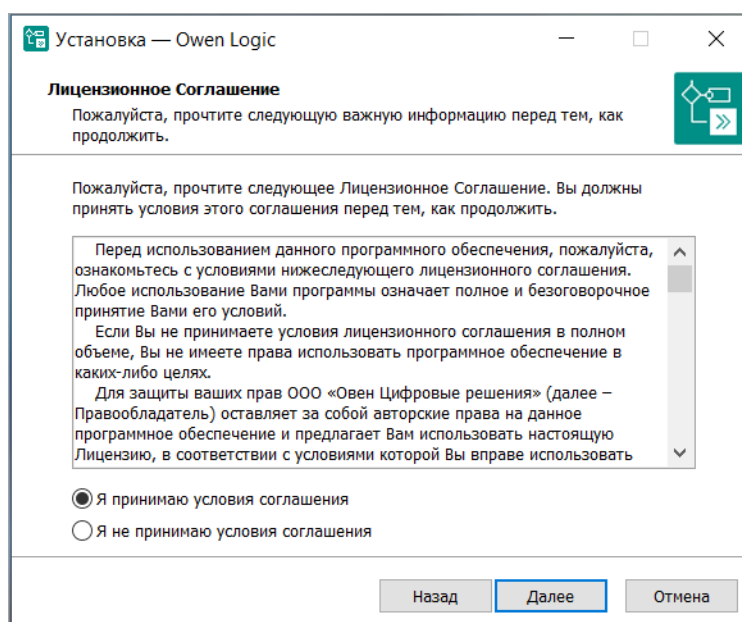 Установка — Owen Logic
Лицензионное Соглашение
Пожалуйста, прочтите следующую важную информацию перед тем, как
продолжить.
Пожалуйста, прочтите следующее Лицензионное Соглашение. Вы должны
принять условия этого соглашения перед тем, как продолжить.
Перед использованием данного программного обеспечения, пожалуйста,
ознакомьтесь с условиями нижеследующего лицензионного соглашения.
Любое использование Вами программы означает полное и безоговорочное
принятие Вами его условий.
Если Вы не принимаете условия лицензионного соглашения в полном
объеме, Вы не имеете права использовать программное обеспечение в
каких-либо целях.
Для защиты ваших прав ООО «Овен Цифровые решения» (далее –
Правообладатель) оставляет за собой авторские права на данное
программное обеспечение и предлагает Вам использовать настоящую
Лицензию, в соответствии с условиями которой Вы вправе использовать
Я принимаю условия соглашения
Я не принимаю условия соглашения
Назад
Далее
Отмена